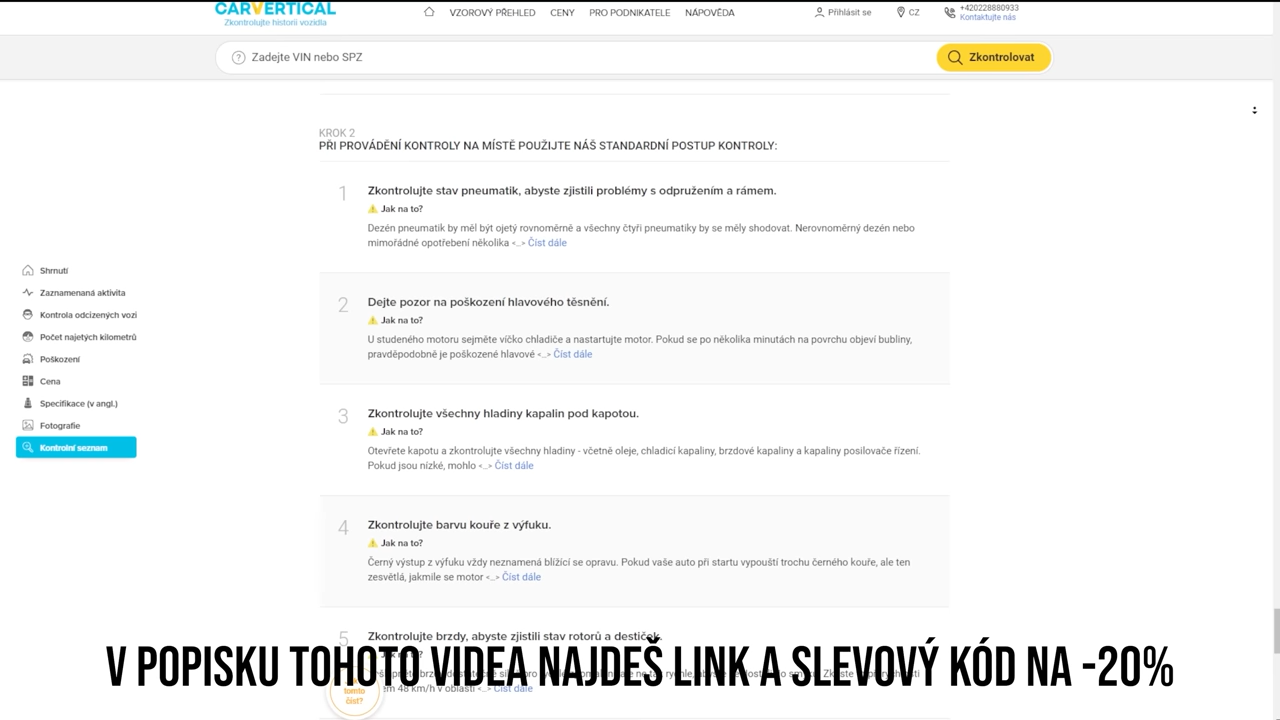 CARVERTICAL
Zkontrolujte historii vozidla
VZOROVÝ PŘEHLED
CENY
PRO PODNIKATELE
NÁPOVĚDA
Přihlásit se
CZ
+420228880933
Kontaktujte nás
Zadejte VIN nebo SPZ
Zkontrolovat
KROK 2
PŘI PROVÁDĚNÍ KONTROLY NA MÍSTĚ POUŽIJTE NÁŠ STANDARDNÍ POSTUP KONTROLY:
1 Zkontrolujte stav pneumatik, abyste zjistili problémy s odpružením a rámem.
Jak na to?
Dezén pneumatik by měl být ojetý rovnoměrně a všechny čtyři pneumatiky by se měly shodovat. Nerovnoměrný dezén nebo
mimořádné opotřebení několika <...> Číst dále
2 Dejte pozor na poškození hlavového těsnění.
Jak na to?
U studeného motoru sejměte víčko chladiče a nastartujte motor. Pokud se po několika minutách na povrchu objeví bubliny,
pravděpodobně je poškozené hlavové <...> Číst dále
3 Zkontrolujte všechny hladiny kapalin pod kapotou.
Jak na to?
Otevřete kapotu a zkontrolujte všechny hladiny - včetně oleje, chladicí kapaliny, brzdové kapaliny a kapaliny posilovače řízení.
Pokud jsou nízké, mohlo <...> Číst dále
4 Zkontrolujte barvu kouře z výfuku.
Jak na to?
Černý výstup z výfuku vždy neznamená blížící se opravu. Pokud vaše auto při startu vypouští trochu černého kouře, ale ten
zesvětlá, jakmile se motor <...> Číst dále
5 Zkontrolujte brzdy, abyste zjistili stav rotorů a destiček.
48 km/h v oblasti <...> Číst dále
Shrnutí
Zaznamenaná aktivita
Kontrola odcizených vozi
Počet najetých kilometrů
Poškození
Cena
Specifikace (v angl.)
Fotografie
Kontrolní seznam
tomto
číst?
V POPISKU TOHOTO VIDEA NAJDEŠ LINK A SLEVOVÝ KÓD NA -20%